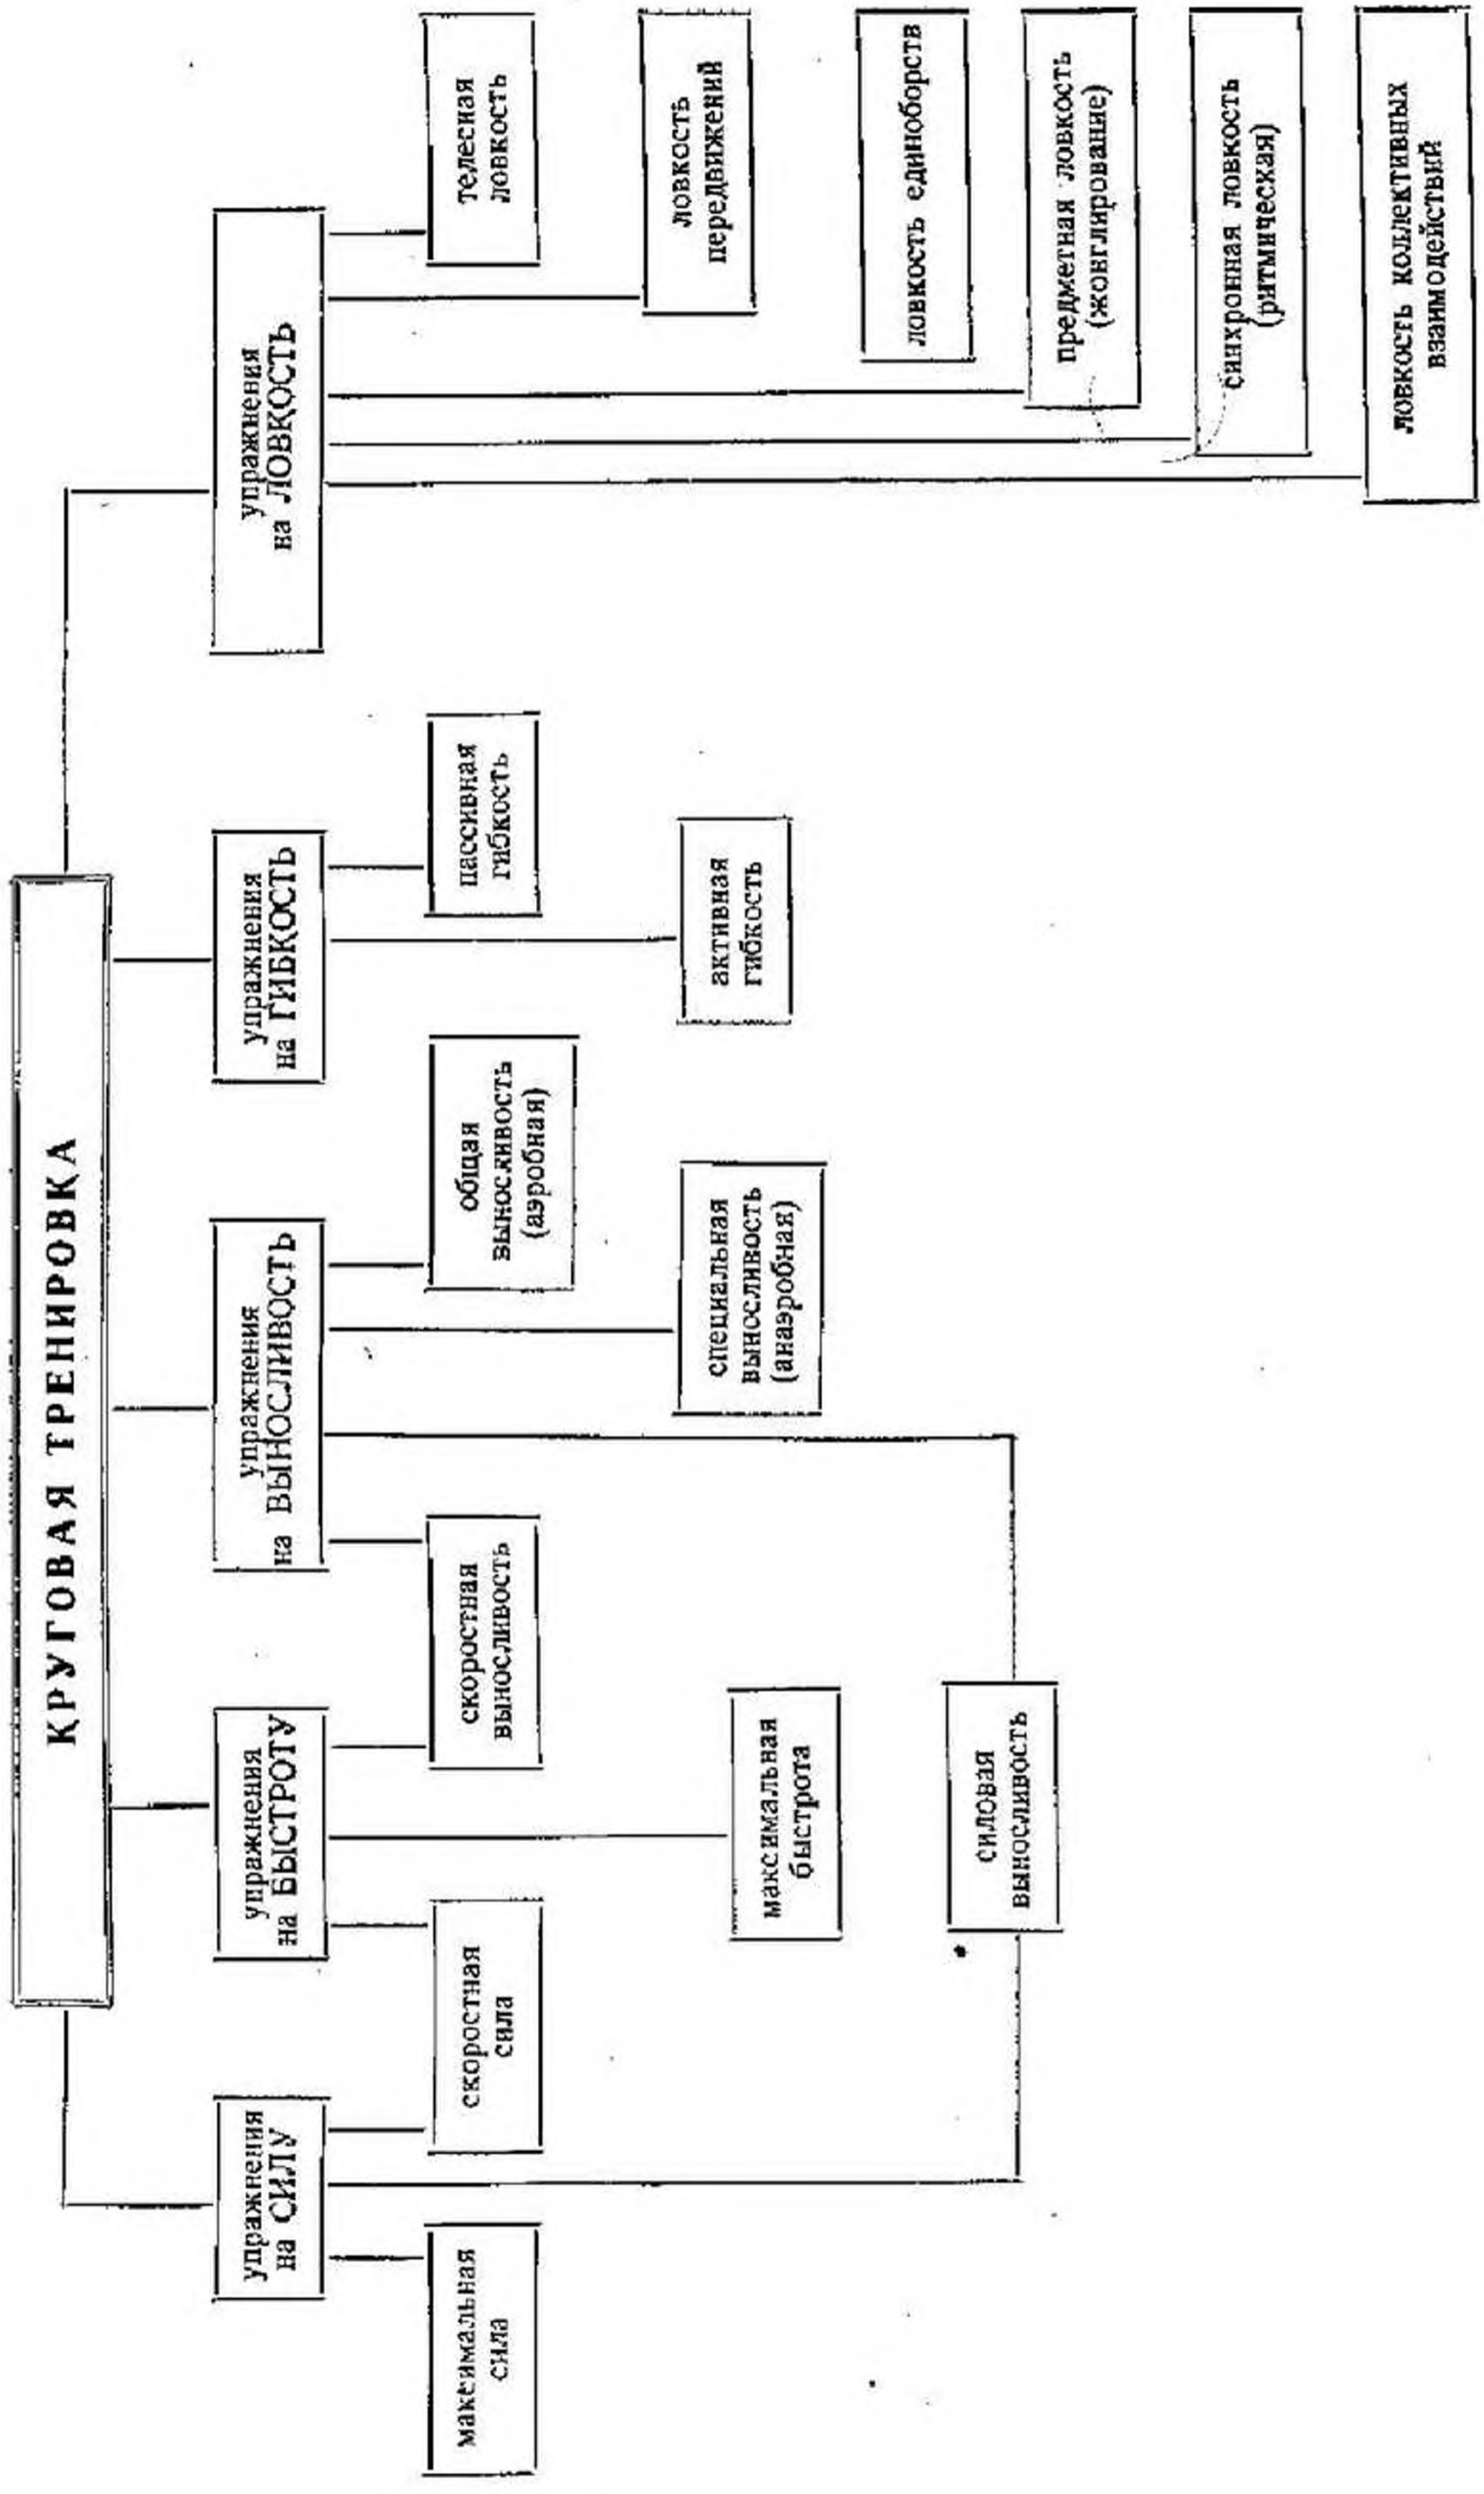 КРУГОВАЯ ТРЕНИРОВКА
упражнения
на СИЛУ
упражнения
на БЫСТРОТУ
упражнения
на ВЫНОСЛИВОСТЬ
упражнения
на ГИБКОСТЬ
упражнения
на ЛОВКОСТЬ
максимальная
сила
скоростная
сила
скоростная
выносливость
общая
выносливость
(аэробная)
пассивная
гибкость
телесная
ловкость
максимальная
быстрота
специальная
выносливость
(анаэробная)
активная
гибкость
ловкость
передвижений
силовая
выносливость
ловкость единоборств
предметная ловкость
(жонглирование)
синхронная ловкость
(ритмическая)
ловкость коллективных
взаимодействий